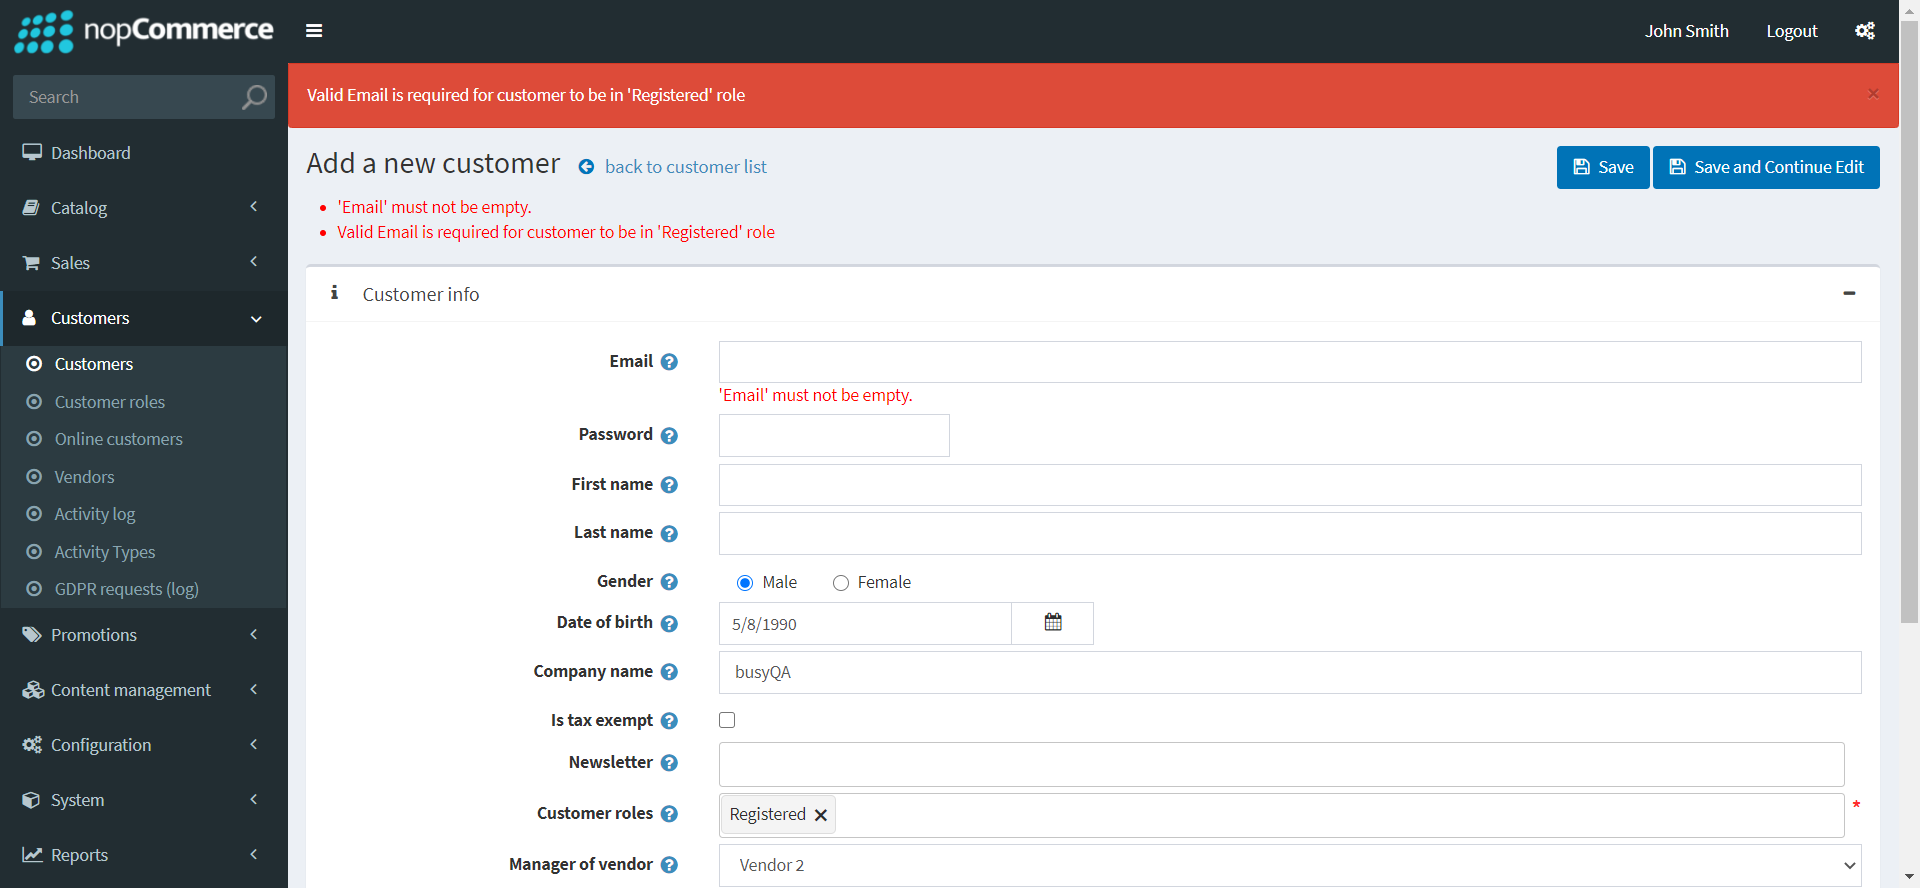 nopCommerce
John Smith
Logout
Search
Valid Email is required for customer to be in 'Registered' role
×
Dashboard
Catalog
Sales
Customers
Customers
Customer roles
Online customers
Vendors
Activity log
Activity Types
GDPR requests (log)
Promotions
Content management
Configuration
System
Reports
Add a new customer
back to customer list
Save
Save and Continue Edit
'Email' must not be empty.
Valid Email is required for customer to be in 'Registered' role
Customer info
Email
'Email' must not be empty.
Password
First name
Last name
Gender
Male
Female
Date of birth
5/8/1990
Company name
busyQA
Is tax exempt
Newsletter
Customer roles
Registered
*
Manager of vendor
Vendor 2